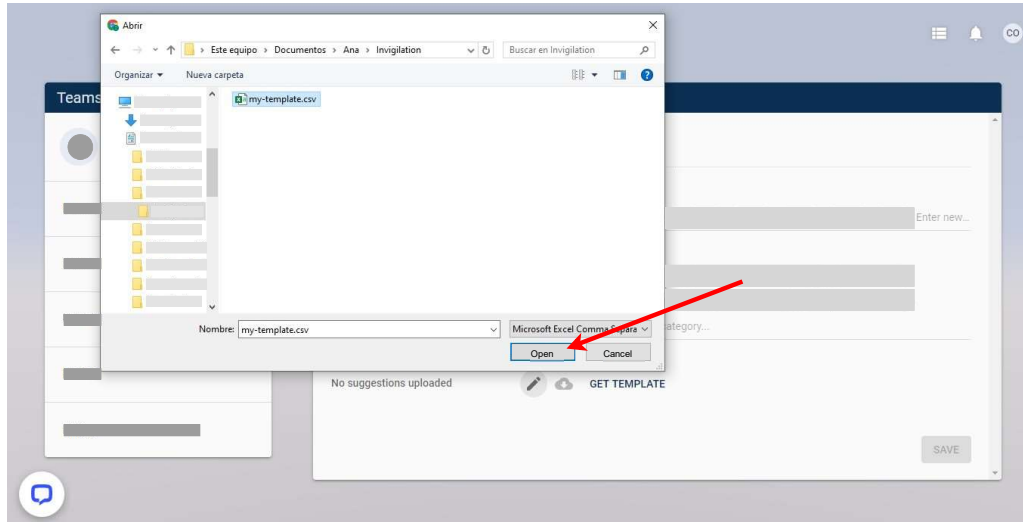 Abrir
CO
Este equipo > Documentos > Ana > Invigilation
Buscar en Invigilation
Organizar
Nueva carpeta
Teams
my-template.csv
Enter new...
Nombre:
my-template.csv
Microsoft Excel Comma Separa
ategory...
Open
Cancel
No suggestions uploaded
GET TEMPLATE
SAVE